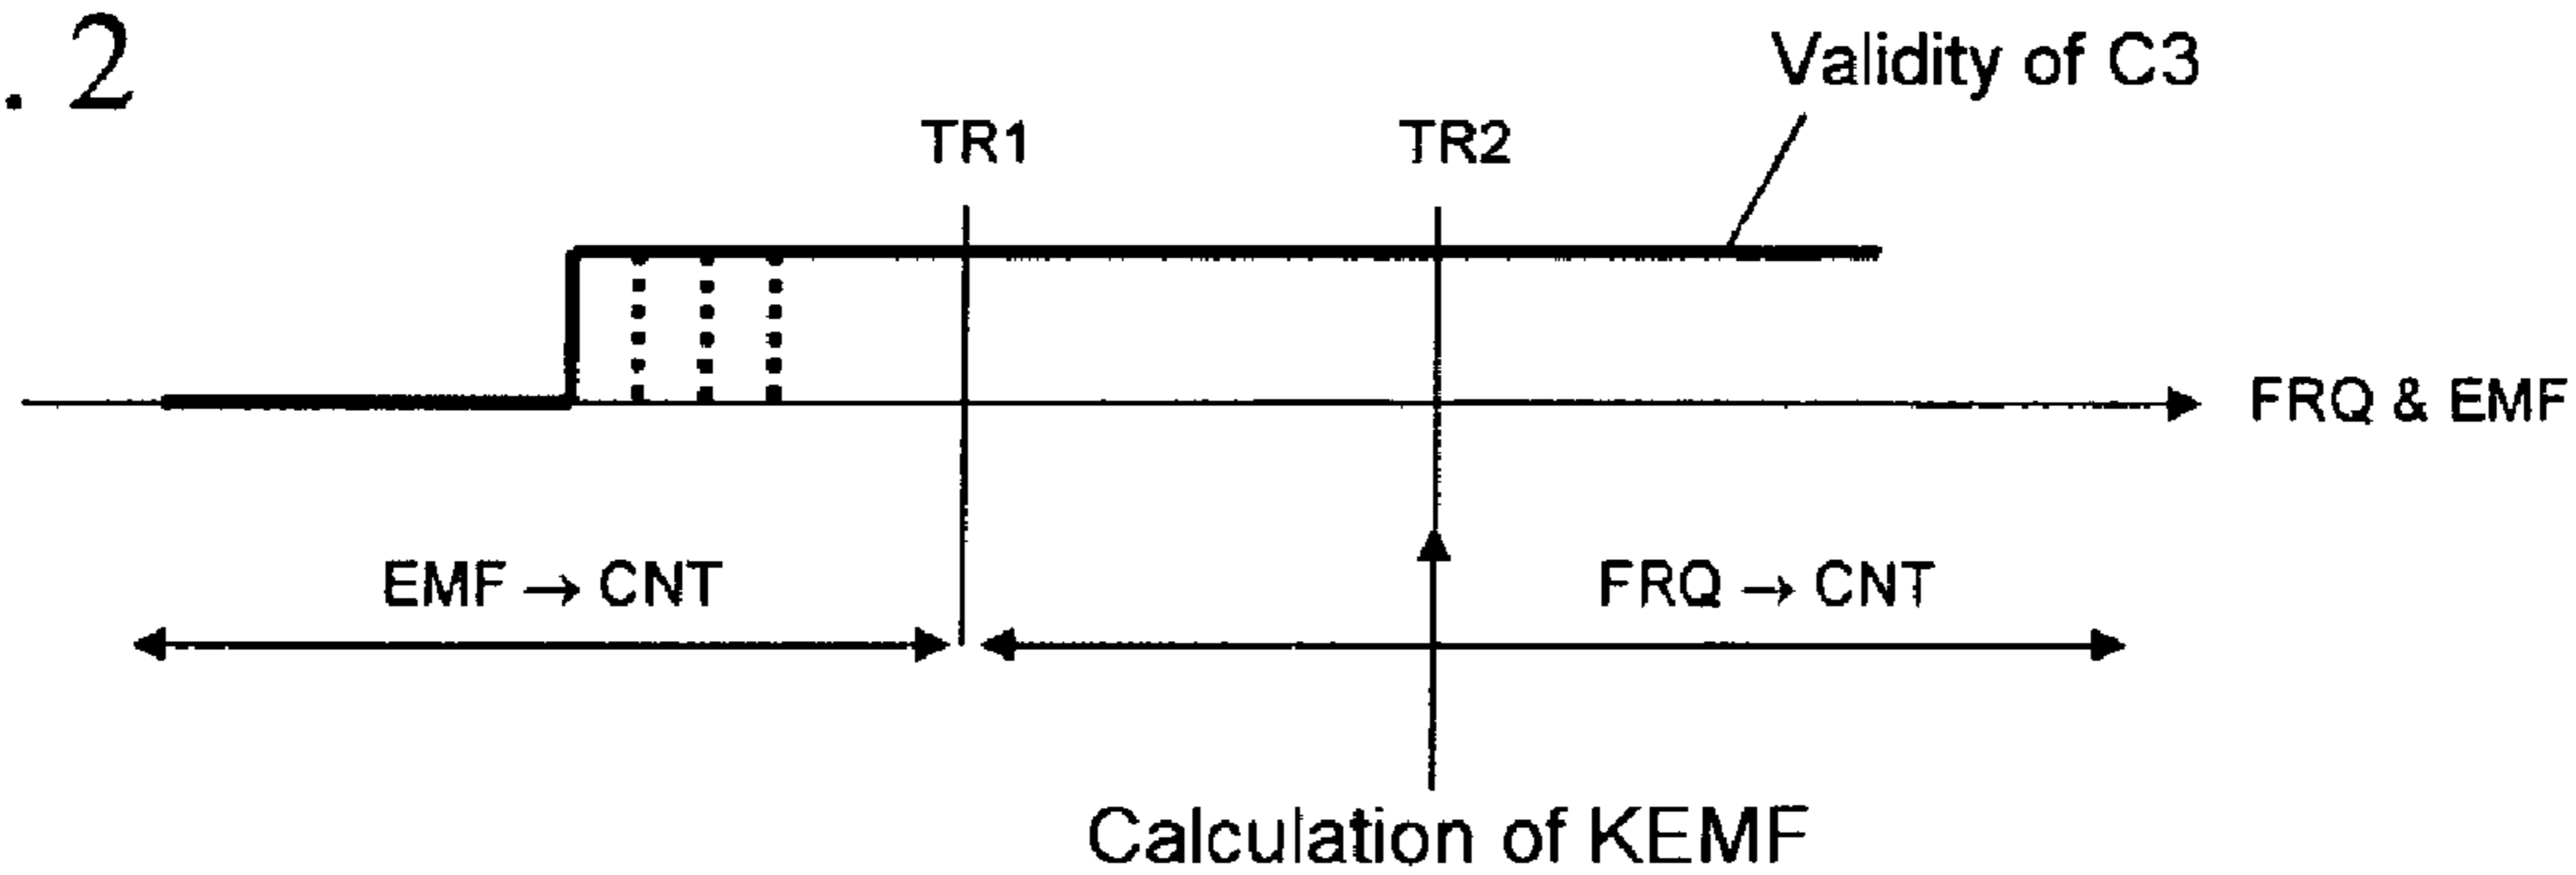 . 2
Validity of C3
TR1
TR2
FRQ & EMF
EMF → CNT
FRQ → CNT
Calculation of KEMF